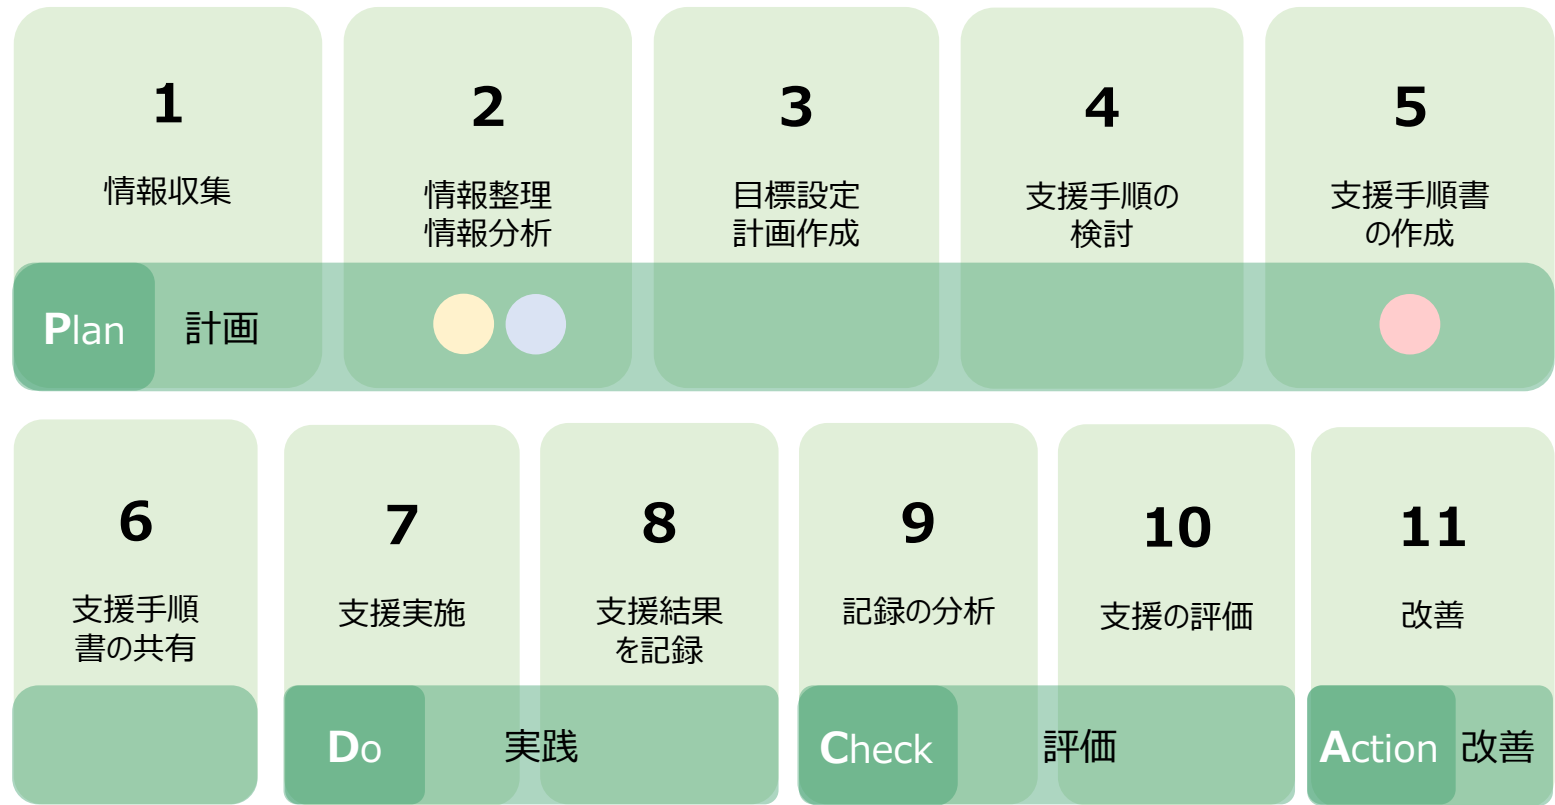 1
情報収集
2
情報整理
情報分析
3
目標設定
計画作成
4
支援手順の
検討
5
支援手順書
の作成
Plan 計画
6
支援手順
書の共有
7
支援実施
8
支援結果
を記録
9
記録の分析
10
支援の評価
11
改善
Do 実践
Check 評価
Action 改善